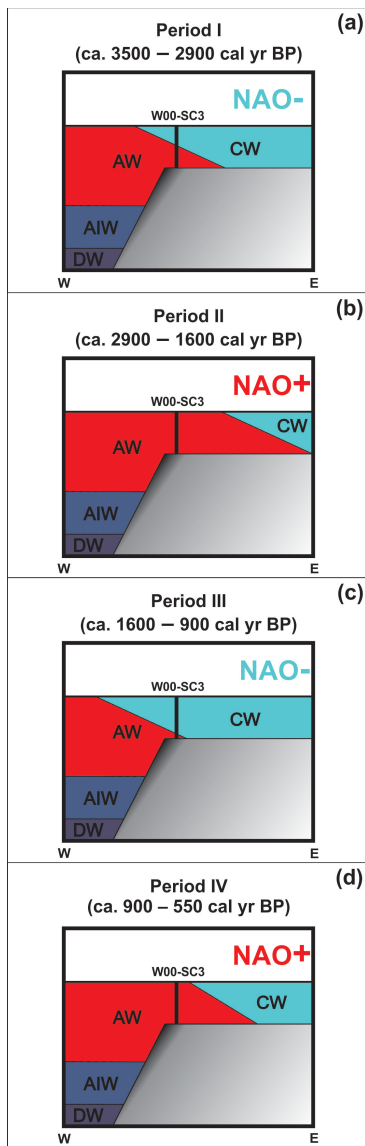 (a)
Period I
(ca. 3500 – 2900 cal yr BP)
NAO-
W00-SC3
AW
CW
AIW
DW
W E
(b)
Period II
(ca. 2900 – 1600 cal yr BP)
NAO+
W00-SC3
CW
AW
AIW
DW
W E
(c)
Period III
(ca. 1600 – 900 cal yr BP)
NAO-
W00-SC3
AW CW
AIW
DW
W E
(d)
Period IV
(ca. 900 – 550 cal yr BP)
NAO+
W00-SC3
AW
CW
AIW
DW
W E